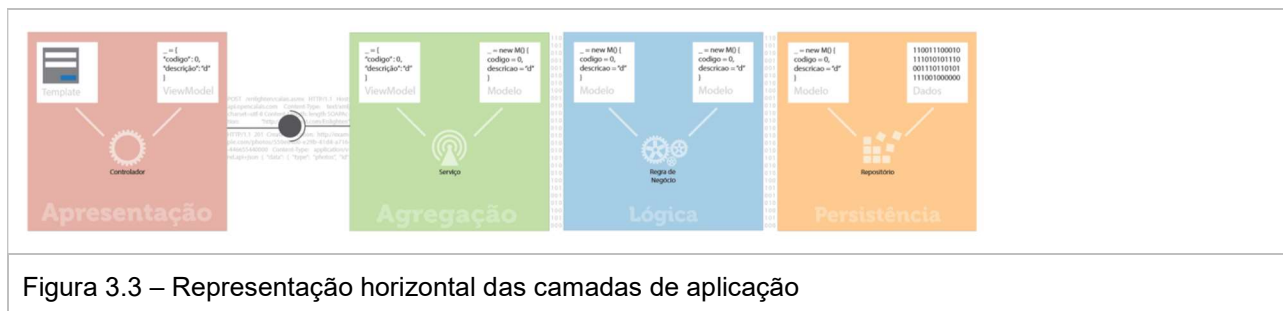 _ = {
"codigo": 0,
"descrição": "d"
}
Template
ViewModel
Controlador
Apresentação
_ = {
"codigo": 0,
"descrição": "d"
}
ViewModel
_ = new M() {
codigo = 0,
descricao = "d"
}
Modelo
Serviço
Agregação
_ = new M() {
codigo = 0,
descricao = "d"
}
Modelo
_ = new M() {
codigo = 0,
descricao = "d"
}
Modelo
Regra de
Negócio
Lógica
_ = new M() {
codigo = 0,
descricao = "d"
}
Modelo
110011100010
111010101110
001110110101
111001000000
Dados
Repositório
Persistência
Figura 3.3 – Representação horizontal das camadas de aplicação